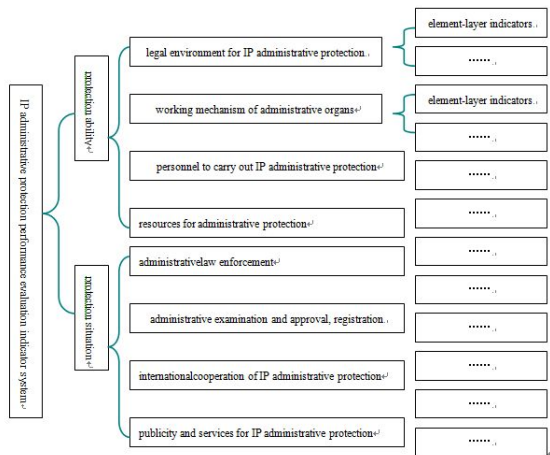 IP administrative protection performance evaluation indicator system
protection ability
legal environment for IP administrative protection.
working mechanism of administrative organs
personnel to carry out IP administrative protection
resources for administrative protection
protection situation
administrativelaw enforcement
administrative examination and approval, registration.
internationalcooperation of IP administrative protection
publicity and services for IP administrative protection
element-layer indicators.
......
element-layer indicators.
......
......
......
......
......
......
......
......
......